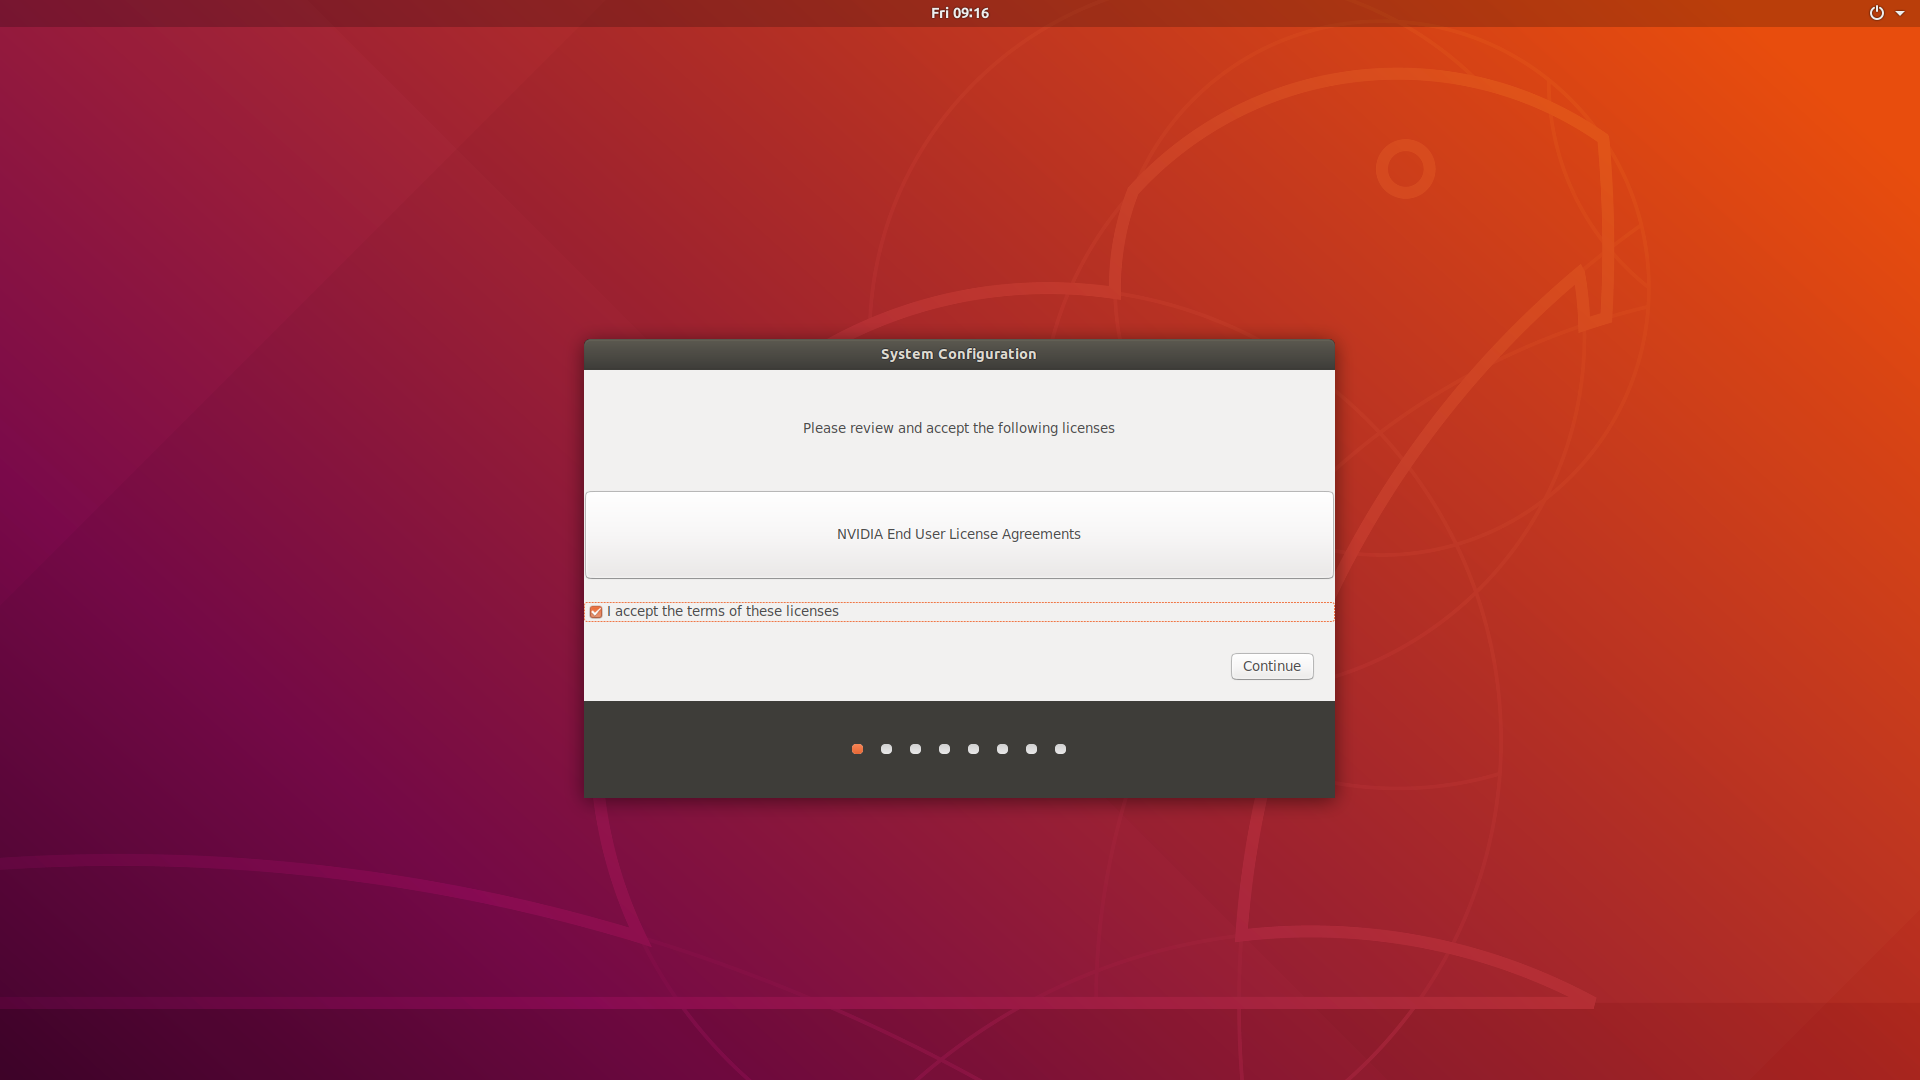 Fri 09:16
System Configuration
Please review and accept the following licenses
NVIDIA End User License Agreements
I accept the terms of these licenses
Continue